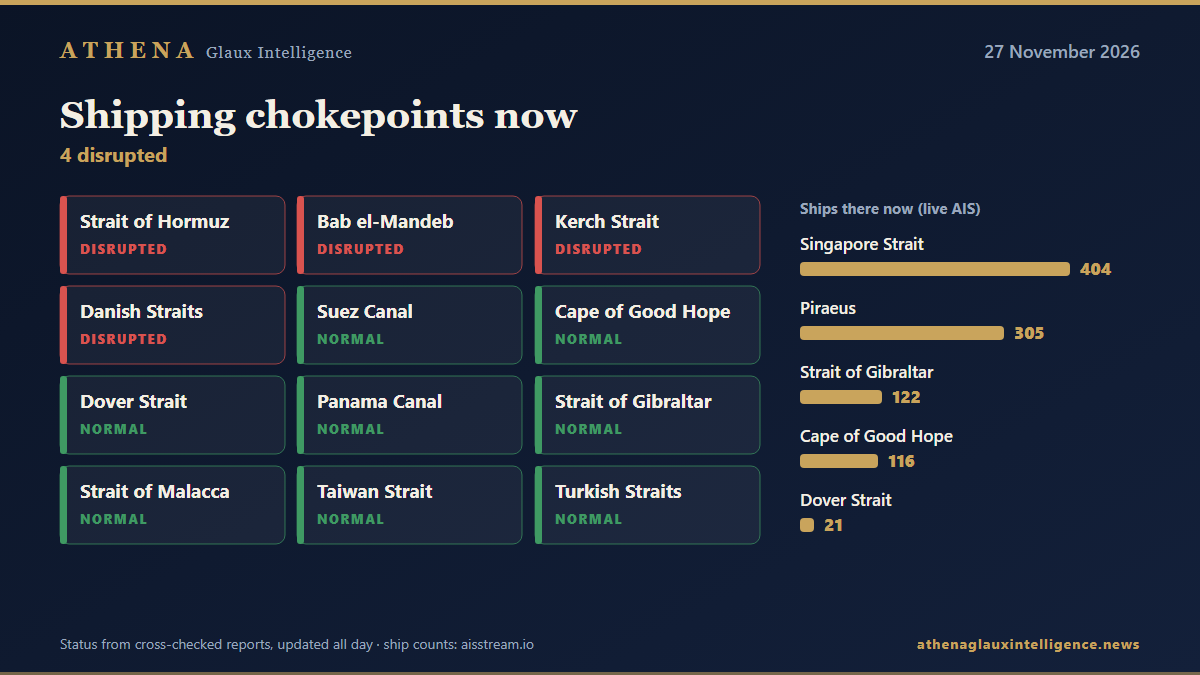 ATHENA Glaux Intelligence
27 November 2026
Shipping chokepoints now
4 disrupted
Strait of Hormuz
DISRUPTED
Bab el-Mandeb
DISRUPTED
Kerch Strait
DISRUPTED
Danish Straits
DISRUPTED
Suez Canal
NORMAL
Cape of Good Hope
NORMAL
Dover Strait
NORMAL
Panama Canal
NORMAL
Strait of Gibraltar
NORMAL
Strait of Malacca
NORMAL
Taiwan Strait
NORMAL
Turkish Straits
NORMAL
Ships there now (live AIS)
Singapore Strait
404
Piraeus
305
Strait of Gibraltar
122
Cape of Good Hope
116
Dover Strait
21
Status from cross-checked reports, updated all day · ship counts: aisstream.io
athenaglauxintelligence.news